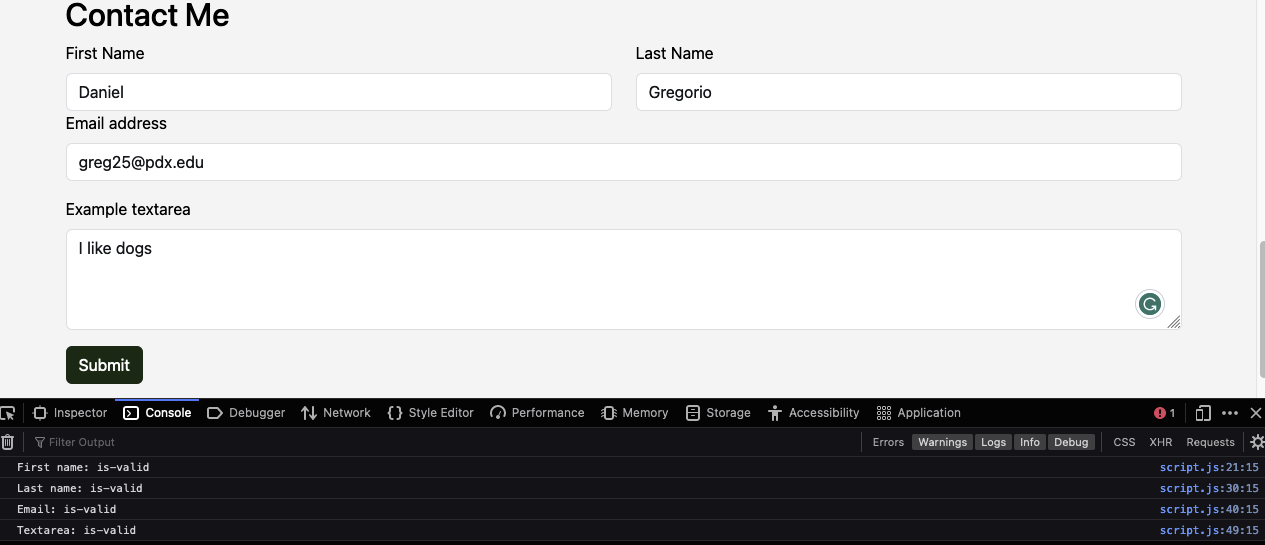 Contact Me
First Name Last Name
Daniel Gregorio
Email address
greg25@pdx.edu
Example textarea
I like dogs
Submit
Inspector Console Debugger Network Style Editor Performance Memory Storage Accessibility Application 1
Filter Output Errors Warnings Logs Info Debug CSS XHR Requests
First name: is-valid script.js:21:15
Last name: is-valid script.js:30:15
Email: is-valid script.js:40:15
Textarea: is-valid script.js:49:15